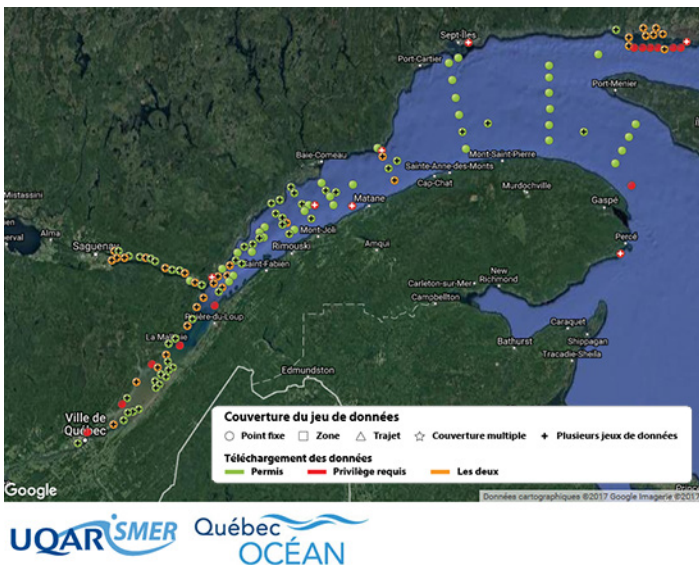 Sept-Îles
Port-Cartier
Port-Menier
Baie-Comeau
Mont-Saint-Pierre
Sainte-Anne-des-Monts
Cap-Chat
Murdochville
Mistassini
Matane
Gaspé
Alma
Mont-Joli
Saguenay
Rimouski
Amqui
Percé
Saint-Fabien
Carleton-sur-Mer
New
Richmond
Campbellton
Rivière-du-Loup
Caraquet
La Malbaie
Bathurst
Shippagan
Tracadie-Sheila
Edmundston
Ville de
Québec
Couverture du jeu de données
Point fixe Zone Trajet Couverture multiple + Plusieurs jeux de données
Téléchargement des données
Permis Privilège requis Les deux
Google
Données cartographiques ©2017 Google Imagerie ©2017
UQAR ISMER
Québec
OCÉAN